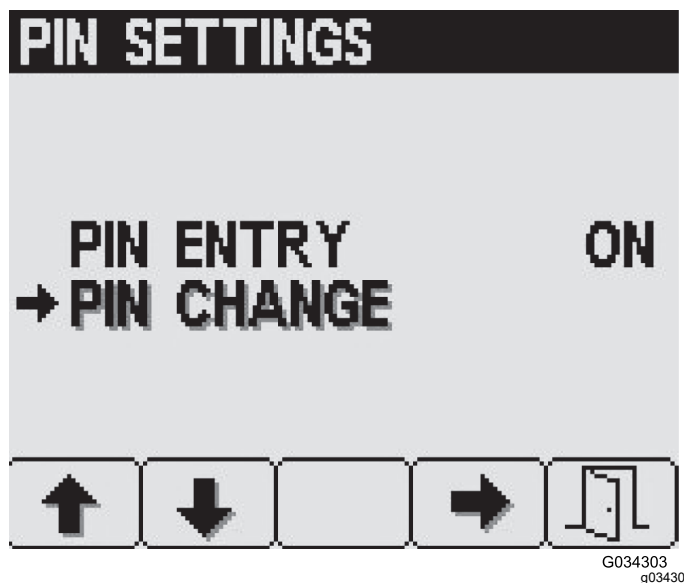 PIN SETTINGS
PIN ENTRY ON
PIN CHANGE
G034303
g03430